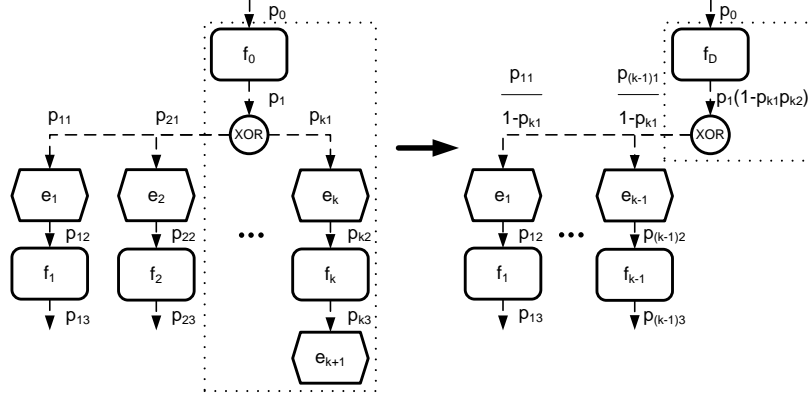 p0 p0
f0 fD
p11 p(k-1)1
p1 p1(1-pk1pk2)
p11 p21 pk1 1-pk1 1-pk1
XOR XOR
e1 e2 ek e1 ek-1
... ...
p12 p22 pk2 p12 p(k-1)2
f1 f2 fk f1 fk-1
p13 p23 pk3 p13 p(k-1)3
ek+1